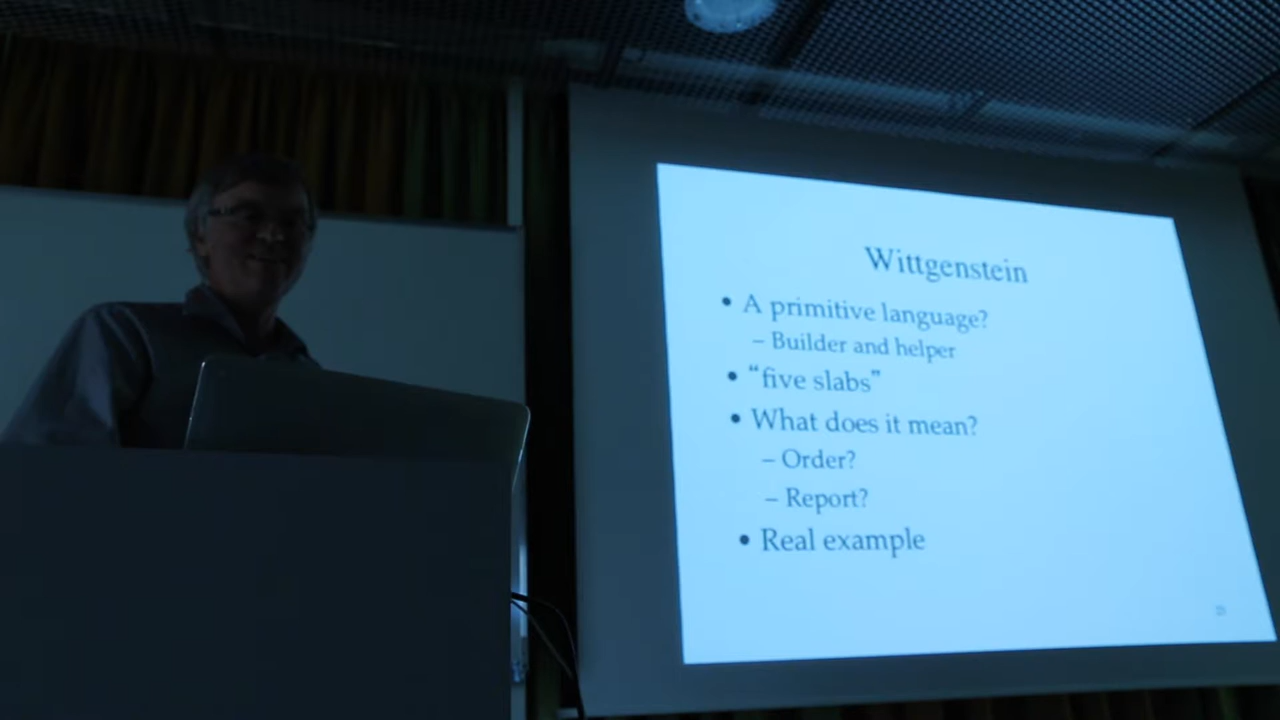 Wittgenstein
• A primitive language?
– Builder and helper
• “five slabs”
• What does it mean?
– Order?
– Report?
• Real example